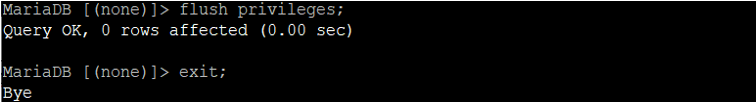 MariaDB [(none)]> flush privileges;
Query OK, 0 rows affected (0.00 sec)
MariaDB [(none)]> exit;
Bye